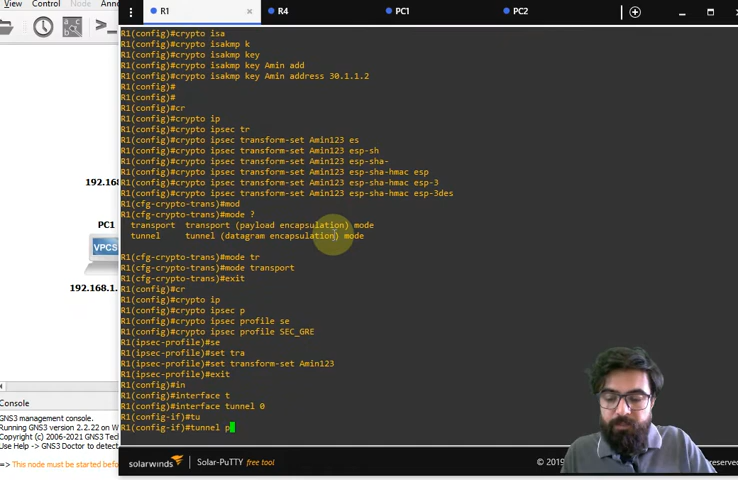 View Control Node Annotate
R1
R4
PC1
PC2
R1(config)#crypto isa
R1(config)#crypto isakmp k
R1(config)#crypto isakmp key
R1(config)#crypto isakmp key Amin add
R1(config)#crypto isakmp key Amin address 30.1.1.2
R1(config)#
R1(config)#
R1(config)#cr
R1(config)#crypto ip
R1(config)#crypto ipsec tr
R1(config)#crypto ipsec transform-set Amin123 es
R1(config)#crypto ipsec transform-set Amin123 esp-sh
R1(config)#crypto ipsec transform-set Amin123 esp-sha-
R1(config)#crypto ipsec transform-set Amin123 esp-sha-hmac esp
R1(config)#crypto ipsec transform-set Amin123 esp-sha-hmac esp-3
R1(config)#crypto ipsec transform-set Amin123 esp-sha-hmac esp-3des
R1(cfg-crypto-trans)#mod
R1(cfg-crypto-trans)#mode ?
transport transport (payload encapsulation) mode
tunnel tunnel (datagram encapsulation) mode
R1(cfg-crypto-trans)#mode tr
R1(cfg-crypto-trans)#mode transport
R1(cfg-crypto-trans)#exit
R1(config)#cr
R1(config)#crypto ip
R1(config)#crypto ipsec p
R1(config)#crypto ipsec profile se
R1(config)#crypto ipsec profile SEC_GRE
R1(ipsec-profile)#se
R1(ipsec-profile)#set tra
R1(ipsec-profile)#set transform-set Amin123
R1(ipsec-profile)#exit
R1(config)#in
R1(config)#interface t
R1(config)#interface tunnel 0
R1(config-if)#tu
R1(config-if)#tunnel p
192.168
PC1
VPCS
192.168.1.
Console
GNS3 management console.
Running GNS3 version 2.2.22 on W
Copyright (c) 2006-2021 GNS3 Tech
Use Help -> GNS3 Doctor to detect
=> This node must be started befor
solarwinds
Solar-PuTTY free tool
© 2019